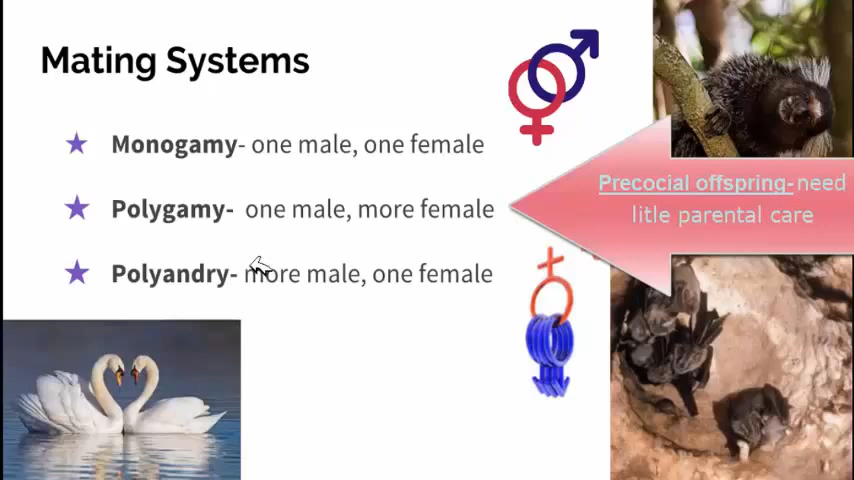 Mating Systems
Monogamy- one male, one female
Polygamy- one male, more female
Polyandry- more male, one female
Precocial offspring-need
litle parental care